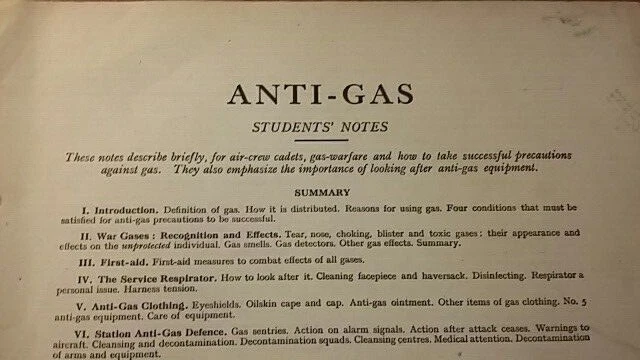 ANTI-GAS
STUDENTS' NOTES
These notes describe briefly, for air-crew cadets, gas-warfare and how to take successful precautions
against gas. They also emphasize the importance of looking after anti-gas equipment.
SUMMARY
I. Introduction. Definition of gas. How it is distributed. Reasons for using gas. Four conditions that must be
satisfied for anti-gas precautions to be successful.
II. War Gases : Recognition and Effects. Tear, nose, choking, blister and toxic gases : their appearance and
effects on the unprotected individual. Gas smells. Gas detectors. Other gas effects. Summary.
III. First-aid. First-aid measures to combat effects of all gases.
IV. The Service Respirator. How to look after it. Cleaning facepiece and haversack. Disinfecting. Respirator a
personal issue. Harness tension.
V. Anti-Gas Clothing. Eyeshields. Oilskin cape and cap. Anti-gas ointment. Other items of gas clothing. No. 5
anti-gas equipment. Care of equipment.
VI. Station Anti-Gas Defence. Gas sentries. Action on alarm signals. Action after attack ceases. Warnings to
aircraft. Cleansing and decontamination. Decontamination squads. Cleansing centres. Medical attention. Decontamination
of arms and equipment.